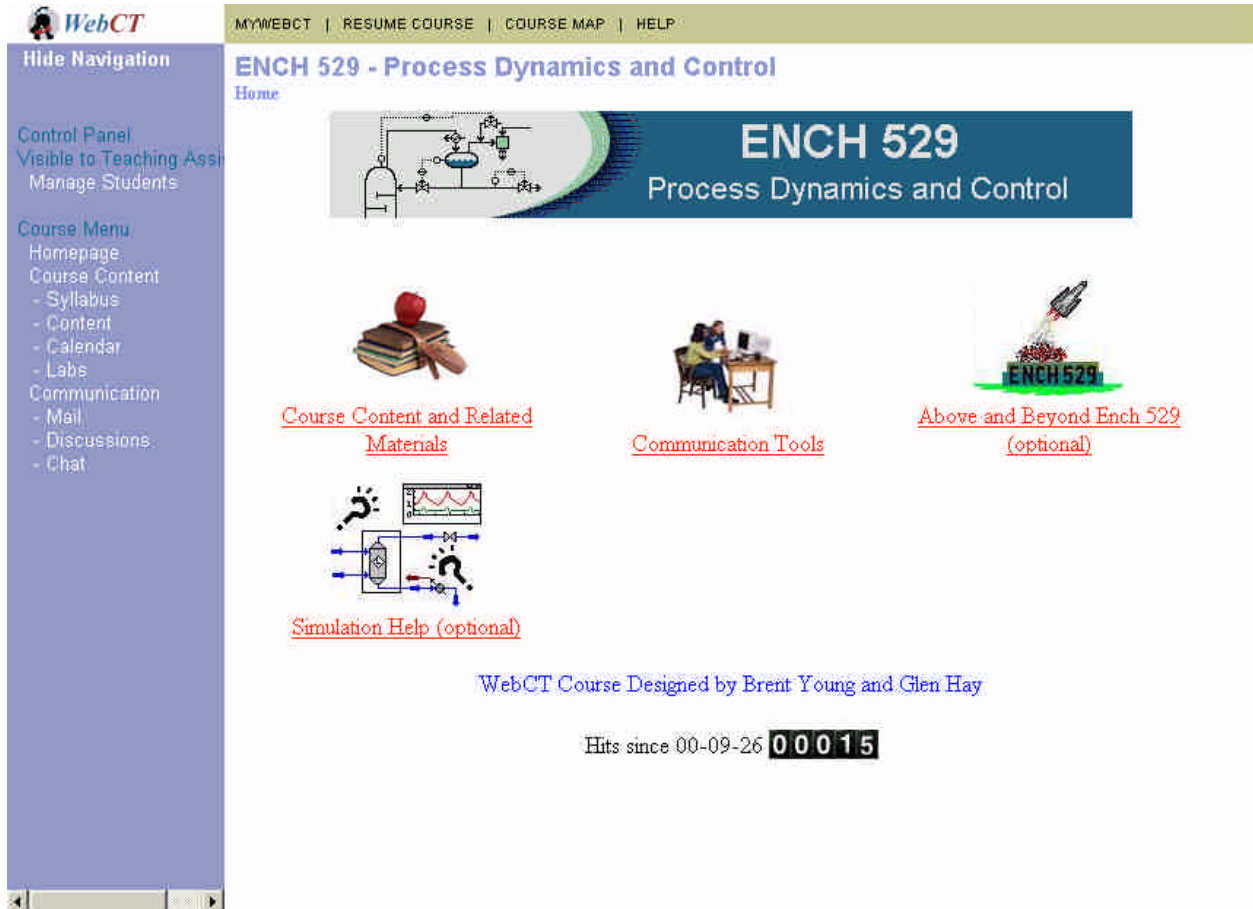 WebCT
MYWEBCT | RESUME COURSE | COURSE MAP | HELP
Hide Navigation
Control Panel
Visible to Teaching Assi
Manage Students
Course Menu
Homepage
Course Content
- Syllabus
- Content
- Calendar
- Labs
Communication
- Mail
- Discussions
- Chat
ENCH 529 - Process Dynamics and Control
Home
ENCH 529
Process Dynamics and Control
Course Content and Related
Materials
Communication Tools
ENCH 529
Above and Beyond Ench 529
(optional)
2
1
0
Simulation Help (optional)
WebCT Course Designed by Brent Young and Glen Hay
Hits since 00-09-26 00015